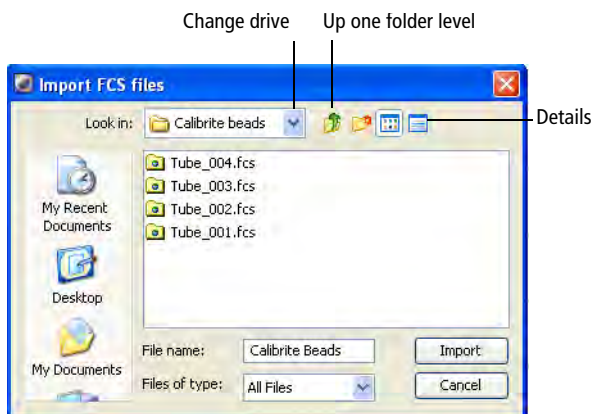 Change drive
Up one folder level
Import FCS files
Look in:
Calibrite beads
Details
Tube_004.fcs
Tube_003.fcs
Tube_002.fcs
Tube_001.fcs
My Recent
Documents
Desktop
My Documents
File name:
Calibrite Beads
Import
Files of type:
All Files
Cancel